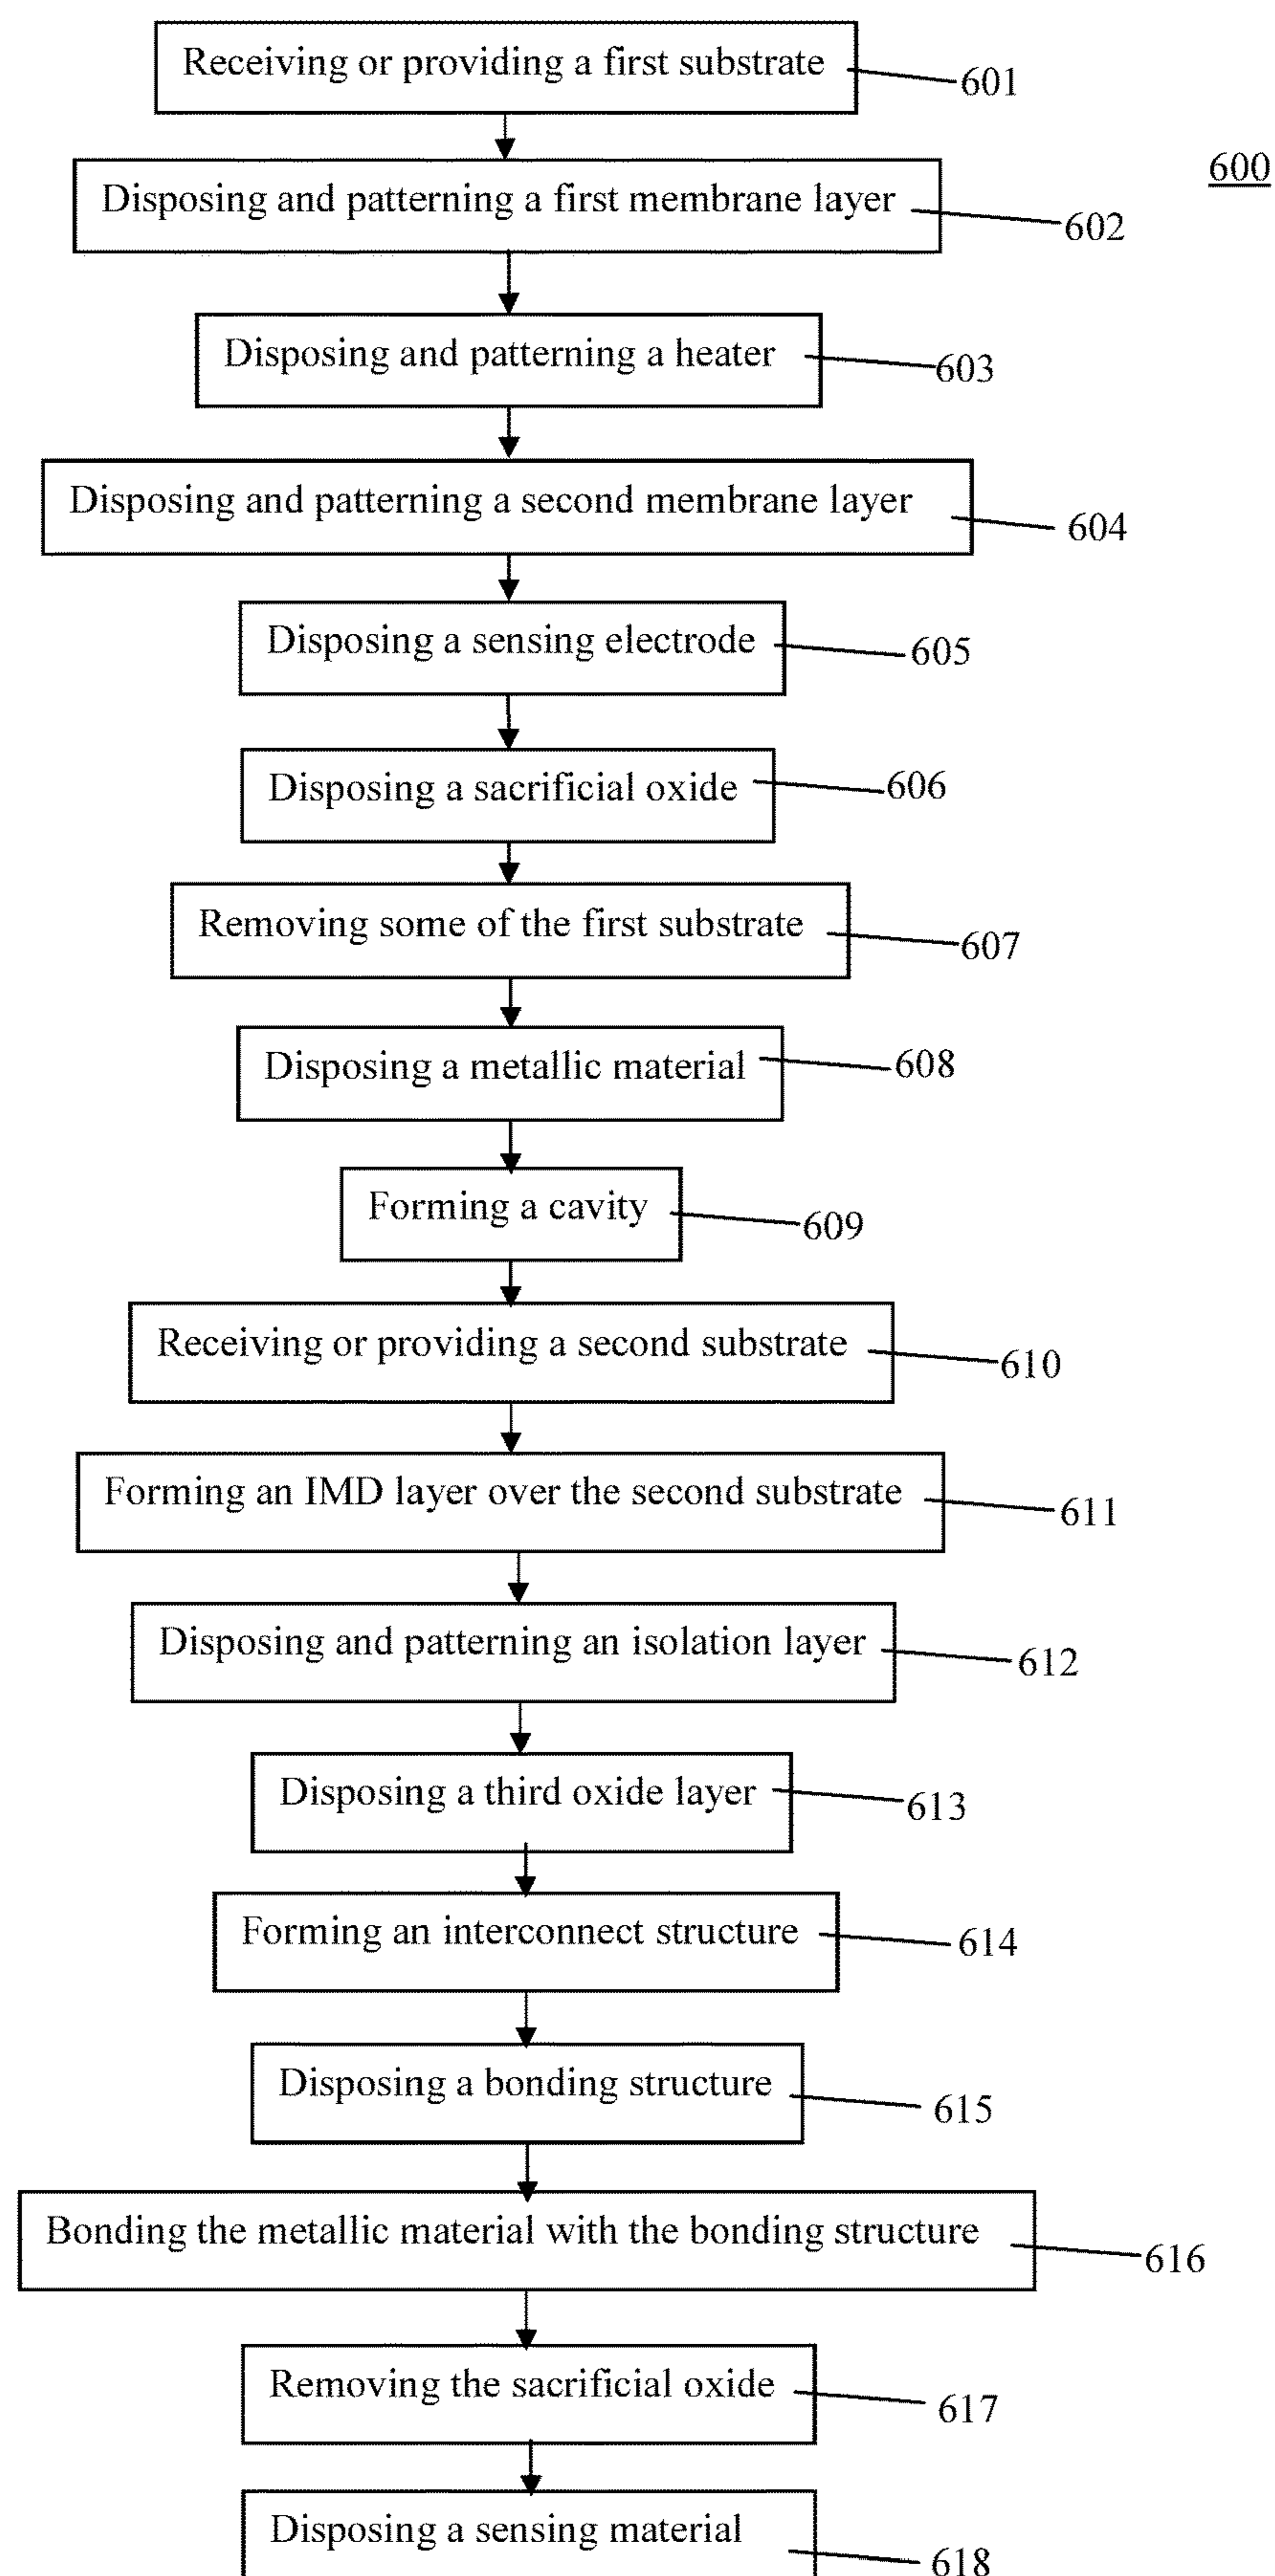 Receiving or providing a first substrate
601
600
Disposing and patterning a first membrane layer
602
Disposing and patterning a heater
603
Disposing and patterning a second membrane layer
604
Disposing a sensing electrode
605
Disposing a sacrificial oxide
606
Removing some of the first substrate
607
Disposing a metallic material
608
Forming a cavity
609
Receiving or providing a second substrate
610
Forming an IMD layer over the second substrate
611
Disposing and patterning an isolation layer
612
Disposing a third oxide layer
613
Forming an interconnect structure
614
Disposing a bonding structure
615
Bonding the metallic material with the bonding structure
616
Removing the sacrificial oxide
617
Disposing a sensing material
618